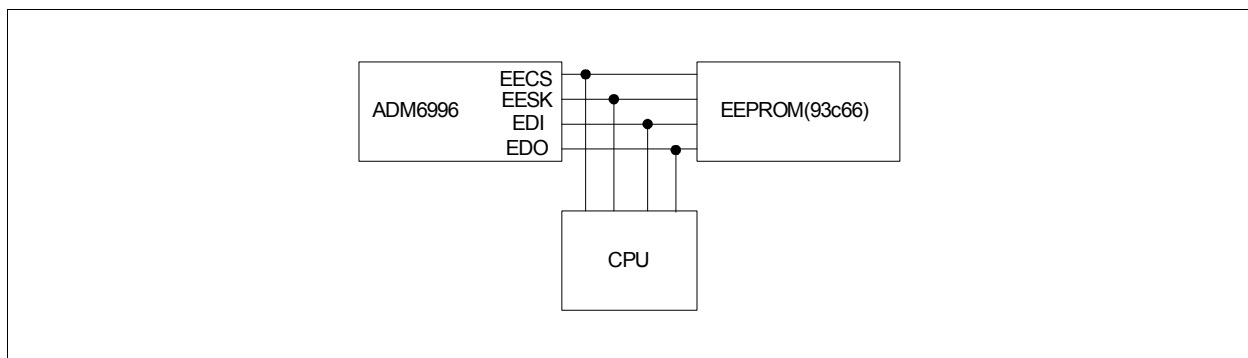 EECS
EESK
ADM6996
EDI
EDO
EEPROM(93c66)
CPU